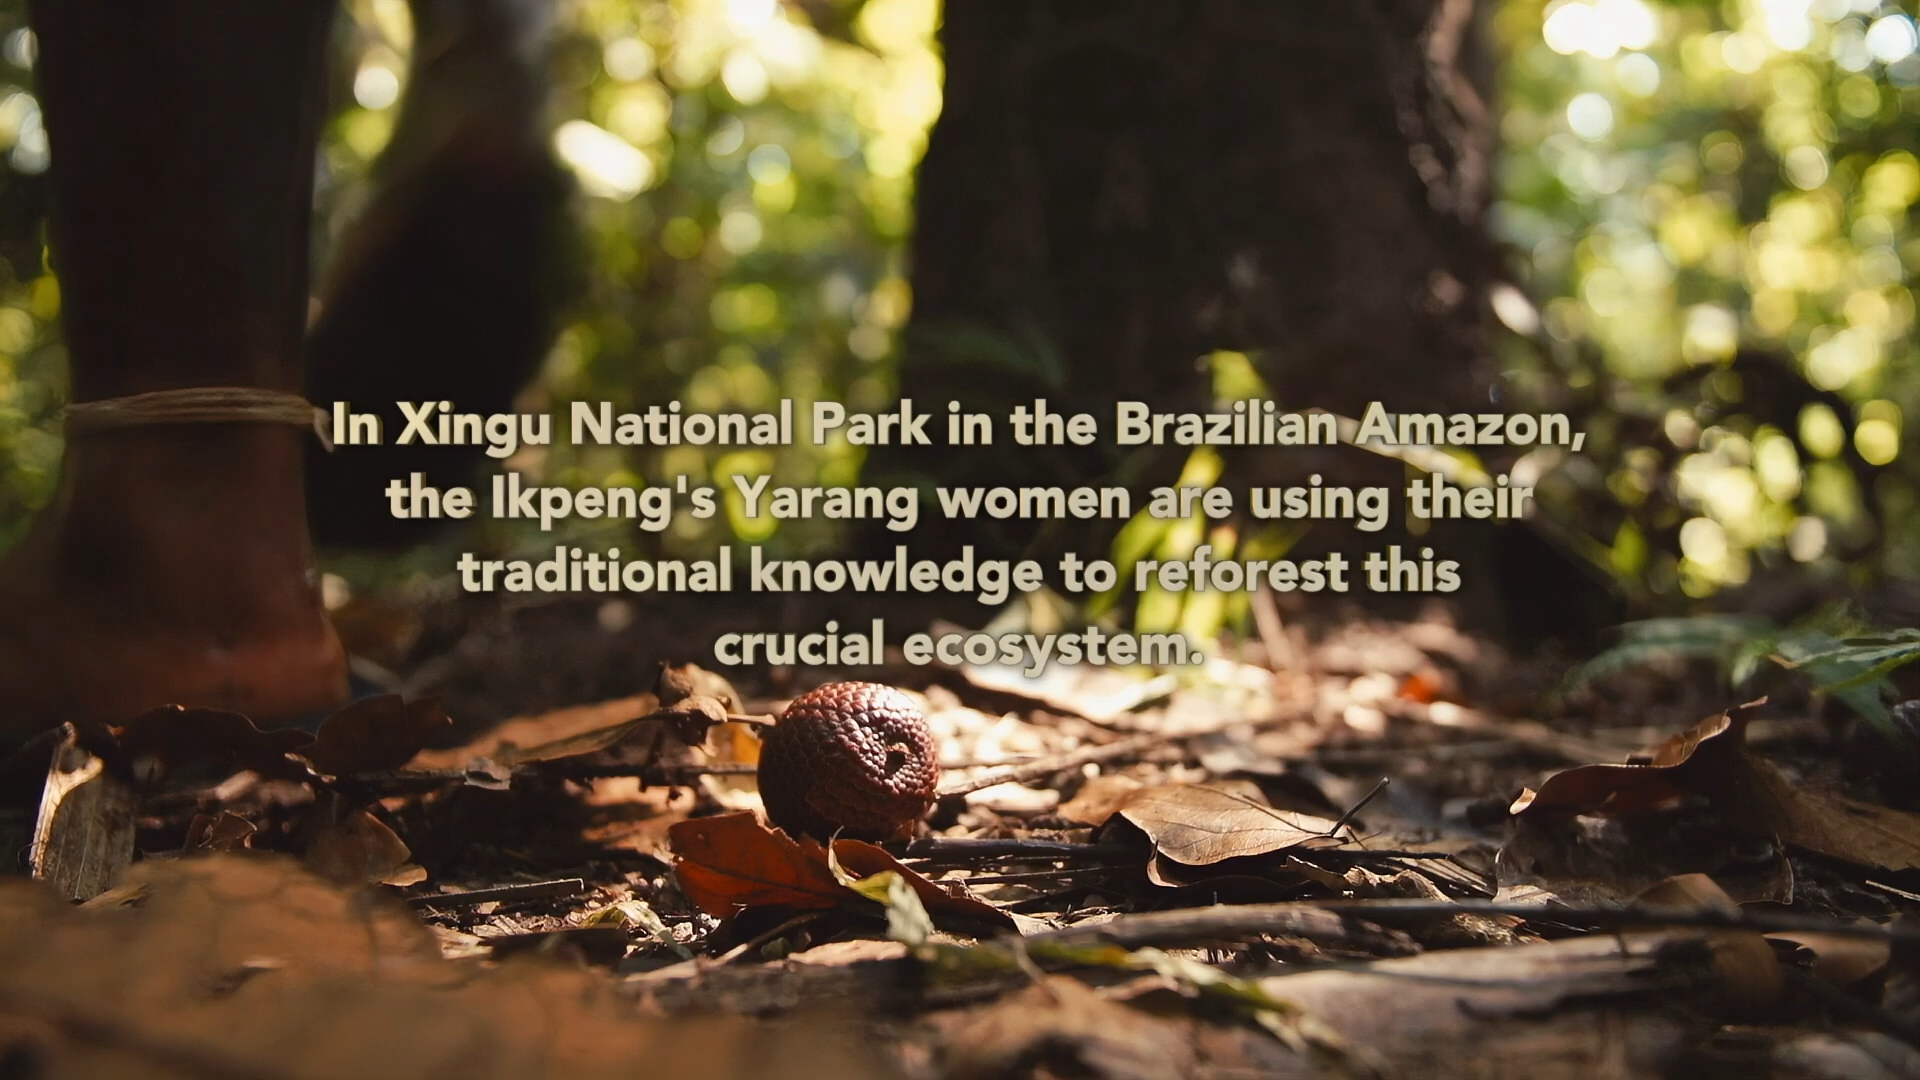 In Xingu National Park in the Brazilian Amazon,
the Ikpeng's Yarang women are using their
traditional knowledge to reforest this
crucial ecosystem.